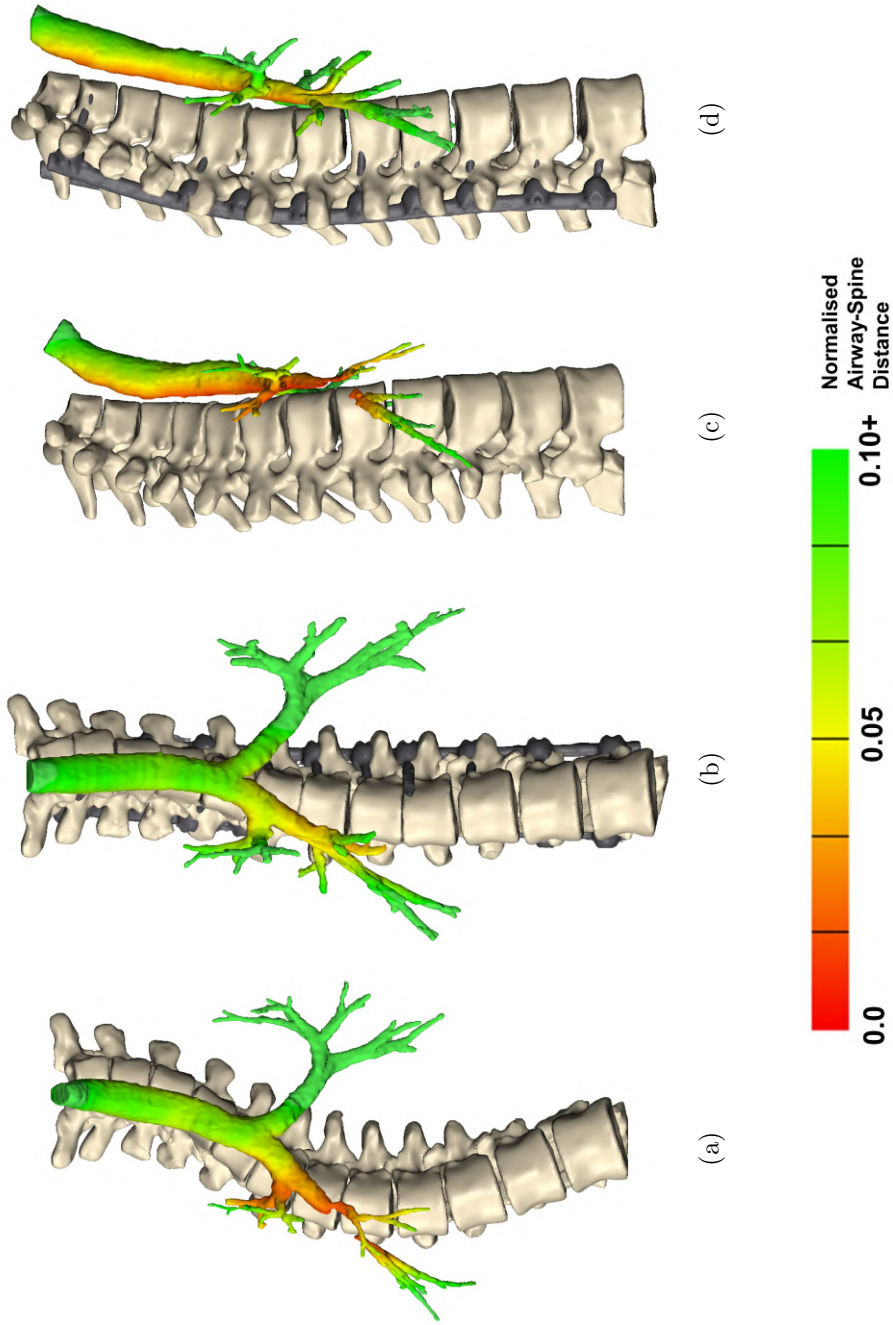 (a)
(b)
(c)
(d)
Normalised
Airway-Spine
Distance
0.0
0.05
0.10+